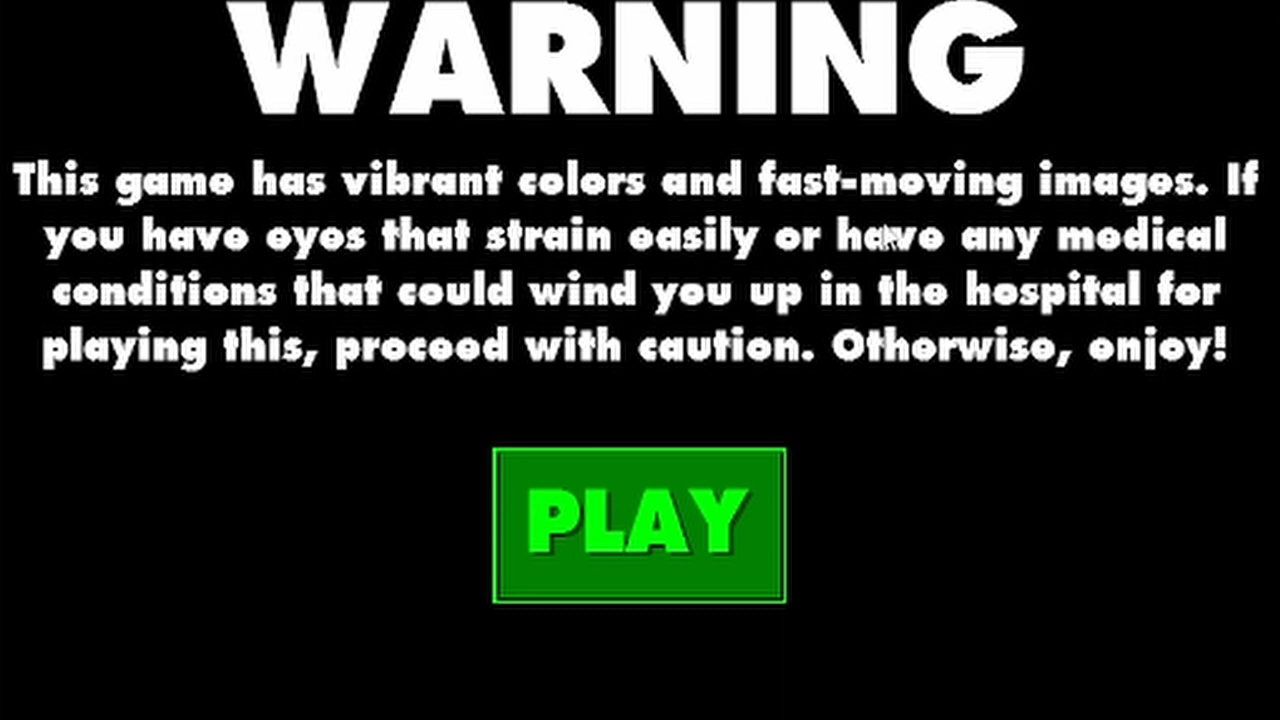 WARNING
This game has vibrant colors and fast-moving images. If
you have eyes that strain easily or have any medical
conditions that could wind you up in the hospital for
playing this, proceed with caution. Otherwise, enjoy!
PLAY